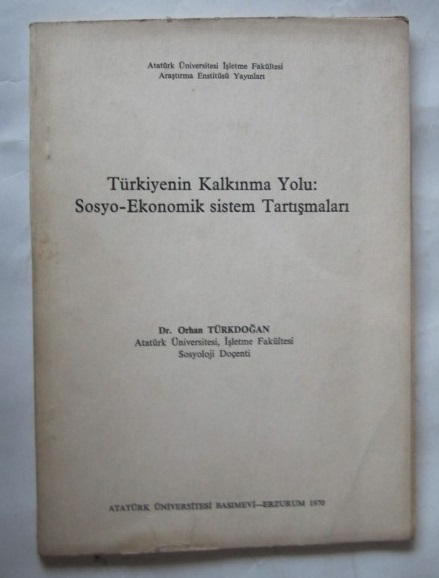 Atatürk Üniversitesi İşletme Fakültesi
Araştırma Enstitüsü Yayınları
Türkiyenin Kalkınma Yolu:
Sosyo-Ekonomik sistem Tartışmaları
Dr. Orhan TÜRKDOĞAN
Atatürk Üniversitesi, İşletme Fakültesi
Sosyoloji Doçenti
ATATÜRK ÜNİVERSİTESİ BASIMEVİ—ERZURUM 1970